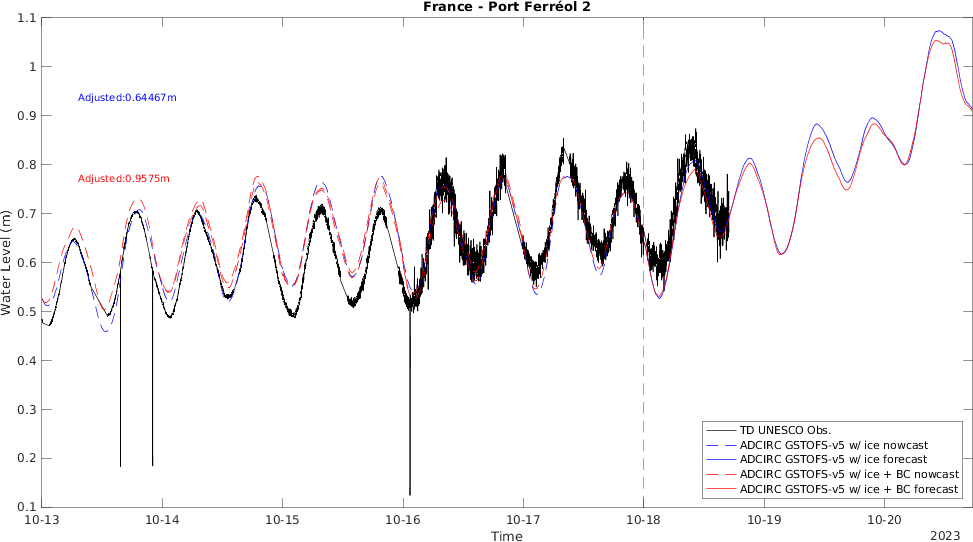 France - Port Ferréol 2
1.1
1
0.9
0.8
0.7
0.6
0.5
0.4
0.3
0.2
0.1
Water Level (m)
Adjusted:0.64467m
Adjusted:0.9575m
TD UNESCO Obs.
ADCIRC GSTOFS-v5 w/ ice nowcast
ADCIRC GSTOFS-v5 w/ ice forecast
ADCIRC GSTOFS-v5 w/ ice + BC nowcast
ADCIRC GSTOFS-v5 w/ ice + BC forecast
10-13 10-14 10-15 10-16 10-17 10-18 10-19 10-20
Time
2023